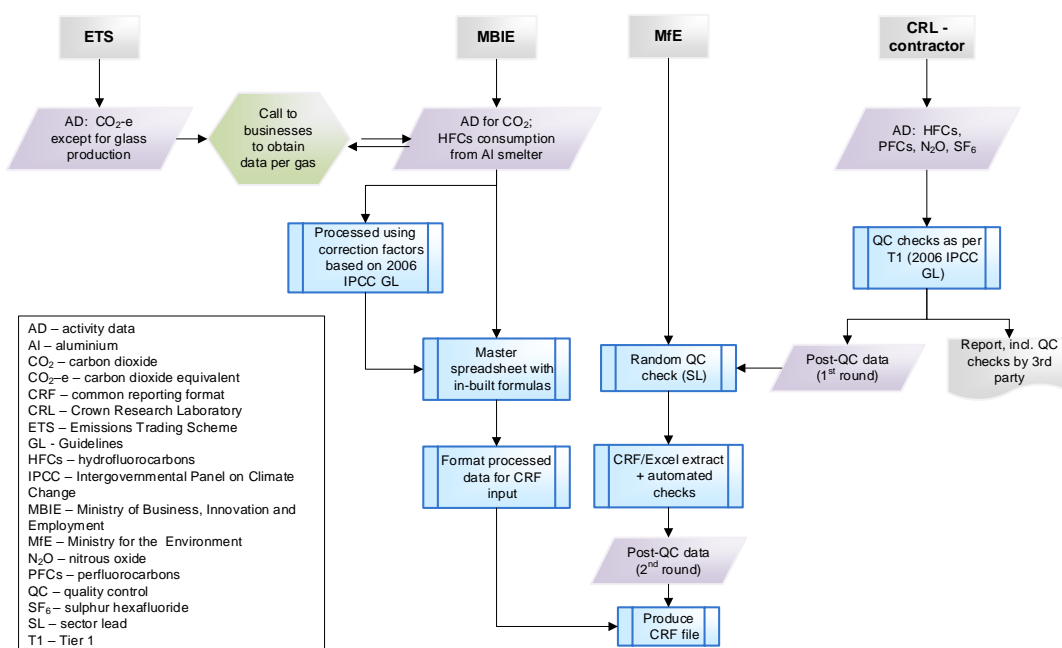 ETS
MBIE
MfE
CRL -
contractor
AD: CO₂-e
except for glass
production
Call to
businesses
to obtain
data per gas
AD for CO₂;
HFCs consumption
from Al smelter
AD: HFCs,
PFCs, N₂O, SF₆
Processed using
correction factors
based on 2006
IPCC GL
QC checks as per
T1 (2006 IPCC
GL)
Master
spreadsheet with
in-built formulas
Random QC
check (SL)
Post-QC data
(1st round)
Report, incl. QC
checks by 3rd
party
Format processed
data for CRF
input
CRF/Excel extract
+ automated
checks
Post-QC data
(2nd round)
Produce
CRF file
AD – activity data
Al – aluminium
CO₂ – carbon dioxide
CO₂–e – carbon dioxide equivalent
CRF – common reporting format
CRL – Crown Research Laboratory
ETS – Emissions Trading Scheme
GL - Guidelines
HFCs – hydrofluorocarbons
IPCC – Intergovernmental Panel on Climate
Change
MBIE – Ministry of Business, Innovation and
Employment
MfE – Ministry for the Environment
N₂O – nitrous oxide
PFCs – perfluorocarbons
QC – quality control
SF₆ – sulphur hexafluoride
SL – sector lead
T1 – Tier 1